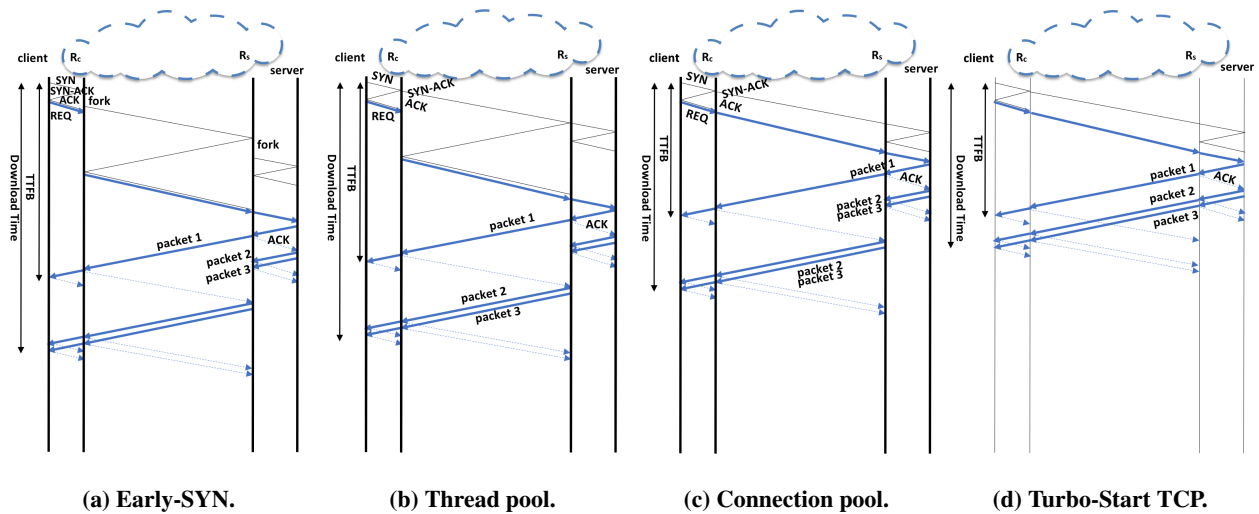 client
Rc
Rs
server
SYN
SYN-ACK
ACK
fork
REQ
fork
TTFB
Download Time
packet 1
ACK
packet 2
packet 3
(a) Early-SYN.
client
Rc
Rs
server
SYN
SYN-ACK
ACK
REQ
TTFB
Download Time
packet 1
ACK
packet 2
packet 3
(b) Thread pool.
client
Rc
Rs
server
SYN
SYN-ACK
ACK
REQ
TTFB
Download Time
packet 1
ACK
packet 2
packet 3
packet 2
packet 3
(c) Connection pool.
client
Rc
Rs
server
TTFB
Download Time
packet 1
ACK
packet 2
packet 3
(d) Turbo-Start TCP.